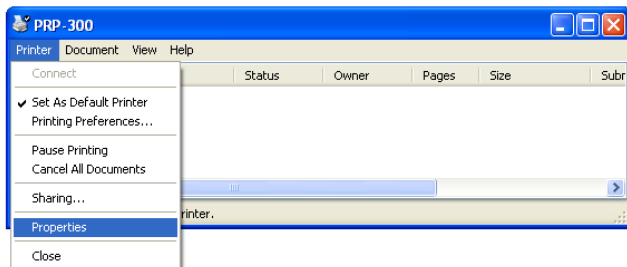 PRP-300
Printer Document View Help
Connect Status Owner Pages Size Subr
Set As Default Printer
Printing Preferences...
Pause Printing
Cancel All Documents
Sharing...
rinter.
Properties
Close